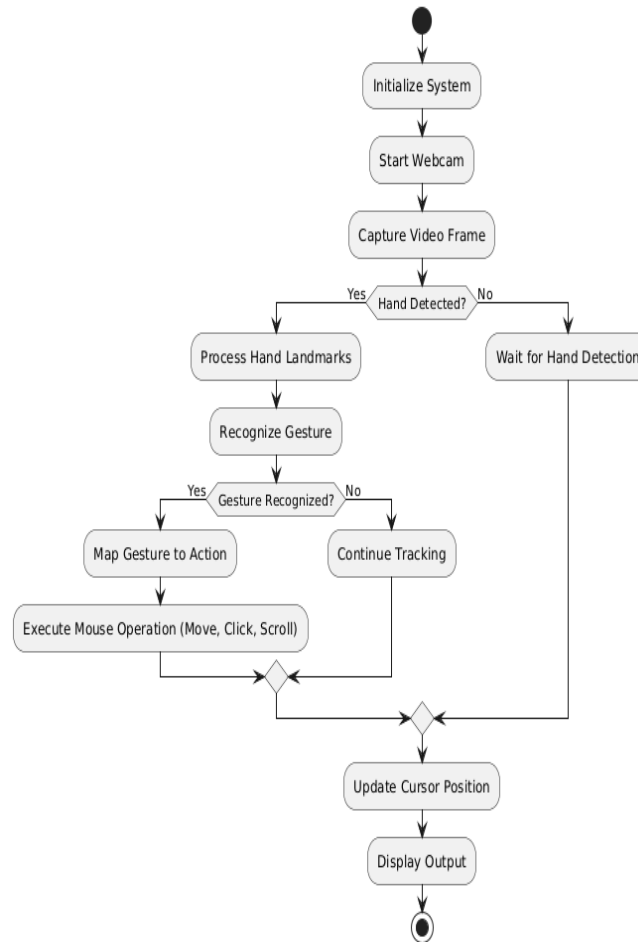 Initialize System
Start Webcam
Capture Video Frame
Yes
Hand Detected?
No
Process Hand Landmarks
Wait for Hand Detection
Recognize Gesture
Yes
Gesture Recognized?
No
Map Gesture to Action
Continue Tracking
Execute Mouse Operation (Move, Click, Scroll)
Update Cursor Position
Display Output